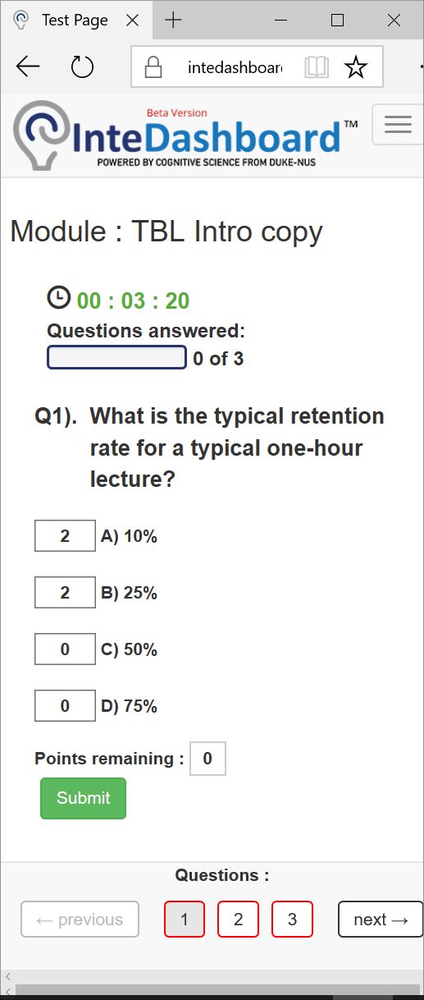 Test Page
intedashboar
Beta Version
InteDashboard™
POWERED BY COGNITIVE SCIENCE FROM DUKE-NUS
Module : TBL Intro copy
00 : 03 : 20
Questions answered:
0 of 3
Q1). What is the typical retention
rate for a typical one-hour
lecture?
2 A) 10%
2 B) 25%
0 C) 50%
0 D) 75%
Points remaining : 0
Submit
Questions :
← previous 1 2 3 next →